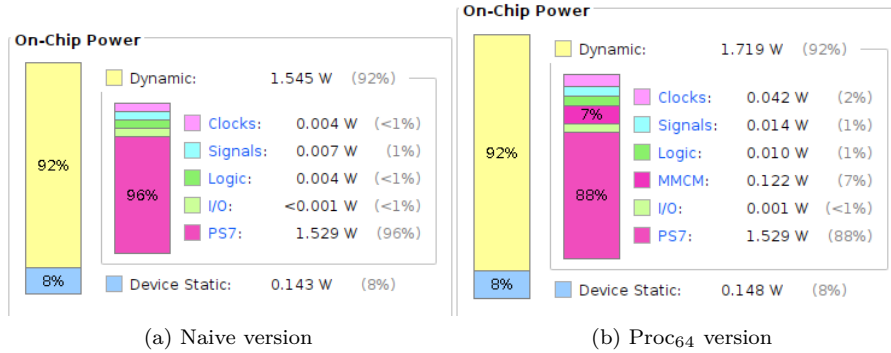 On-Chip Power
92%
8%
Dynamic: 1.545 W (92%)
96%
Clocks: 0.004 W (<1%)
Signals: 0.007 W (1%)
Logic: 0.004 W (<1%)
I/O: <0.001 W (<1%)
PS7: 1.529 W (96%)
Device Static: 0.143 W (8%)
(a) Naive version
On-Chip Power
92%
8%
Dynamic: 1.719 W (92%)
7%
88%
Clocks: 0.042 W (2%)
Signals: 0.014 W (1%)
Logic: 0.010 W (1%)
MMCM: 0.122 W (7%)
I/O: 0.001 W (<1%)
PS7: 1.529 W (88%)
Device Static: 0.148 W (8%)
(b) Proc₆₄ version